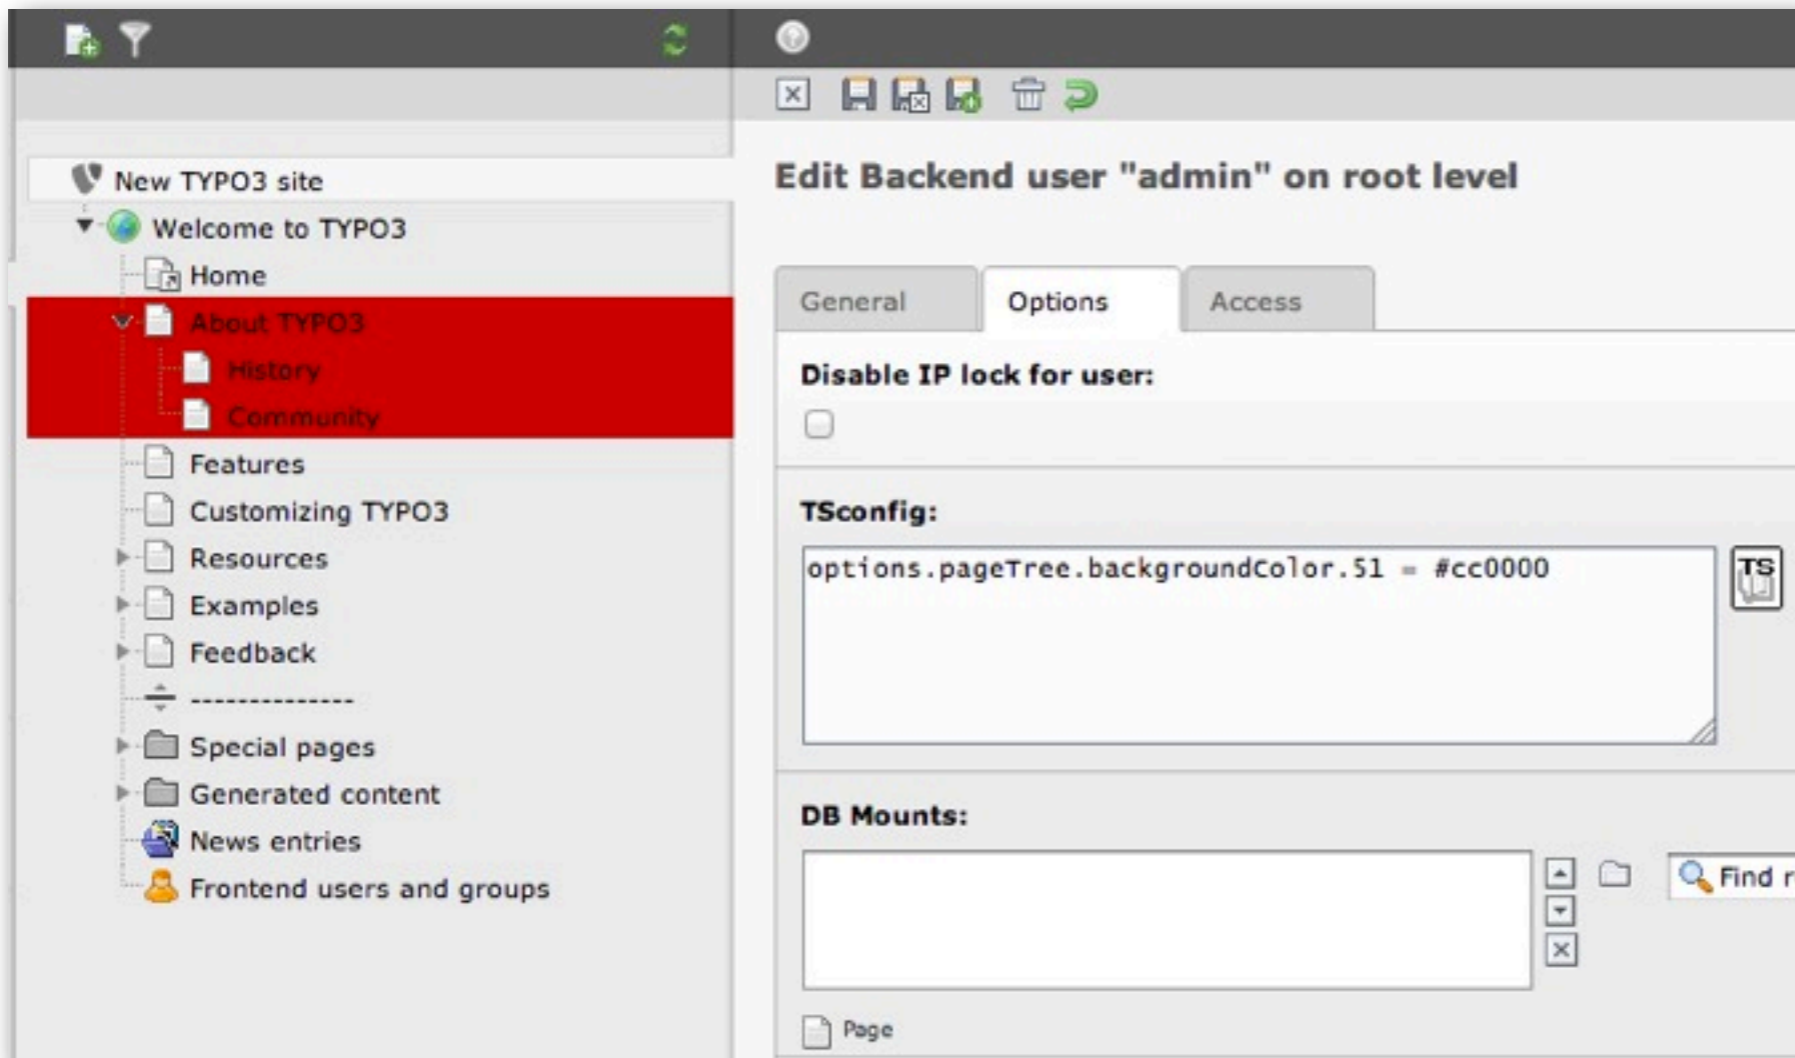 New TYPO3 site
Welcome to TYPO3
Home
About TYPO3
History
Community
Features
Customizing TYPO3
Resources
Examples
Feedback
--------------
Special pages
Generated content
News entries
Frontend users and groups
Edit Backend user "admin" on root level
General Options Access
Disable IP lock for user:
TSconfig:
options.pageTree.backgroundColor.51 = #cc0000
TS
DB Mounts:
Find r
Page